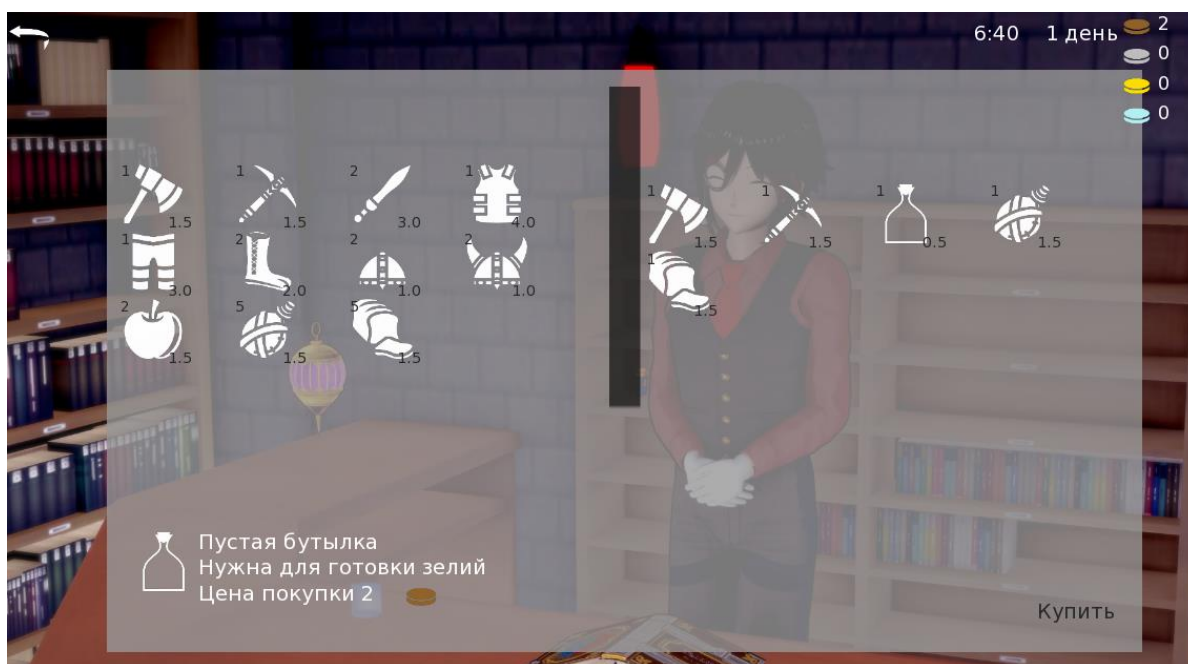 6:40 1 день 2
0
0
0
1 1 2 1
1.5 1.5 3.0 4.0
1 2 2 2
3.0 2.0 1.0 1.0
2 5 5
1.5 1.5 1.5
1 1 1 1
1.5 1.5 0.5 1.5
1
1.5
Пустая бутылка
Нужна для готовки зелий
Цена покупки 2
Купить